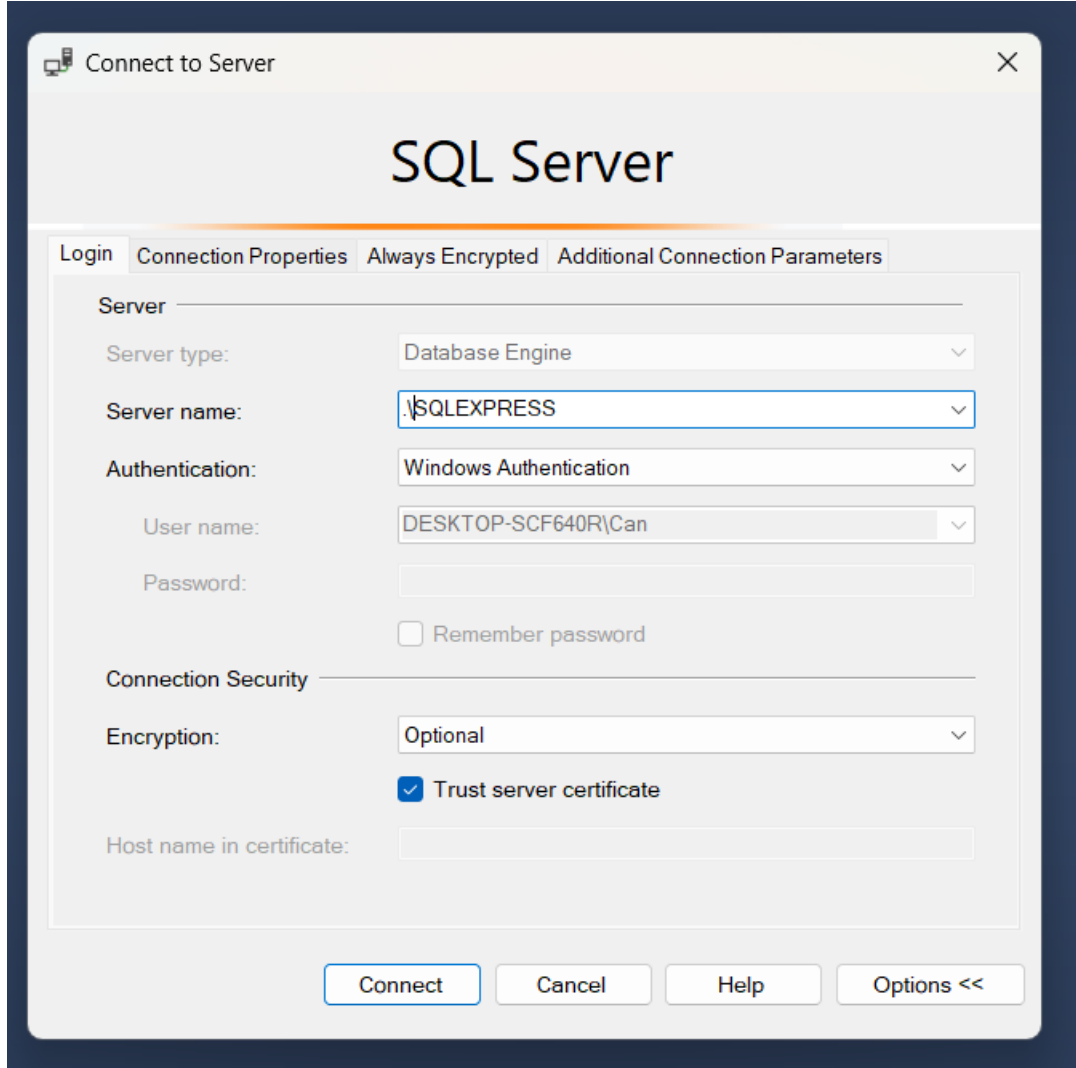 Connect to Server
SQL Server
Login Connection Properties Always Encrypted Additional Connection Parameters
Server
Server type: Database Engine
Server name: .\SQLEXPRESS
Authentication: Windows Authentication
User name: DESKTOP-SCF640R\Can
Password:
Remember password
Connection Security
Encryption: Optional
Trust server certificate
Host name in certificate:
Connect Cancel Help Options <<